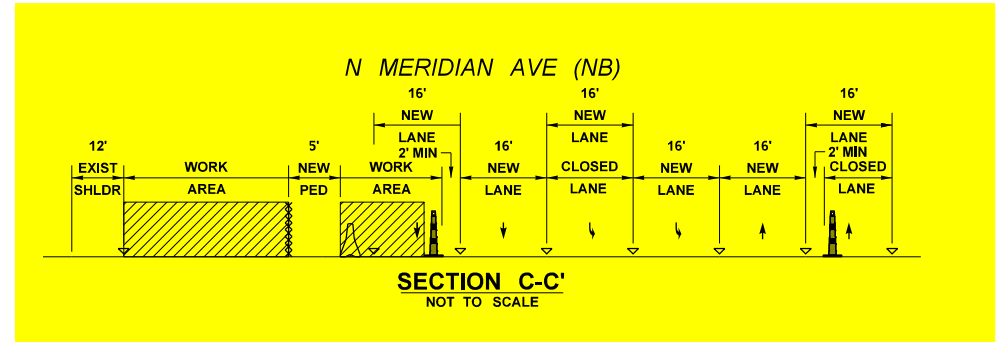 N MERIDIAN AVE (NB)
16' 16' 16'
NEW NEW NEW
LANE LANE
12' 5' 2' MIN 16' 16' 16' 2' MIN
EXIST WORK NEW WORK NEW CLOSED NEW NEW CLOSED
SHLDR AREA PED AREA LANE LANE LANE LANE LANE
SECTION C-C'
NOT TO SCALE